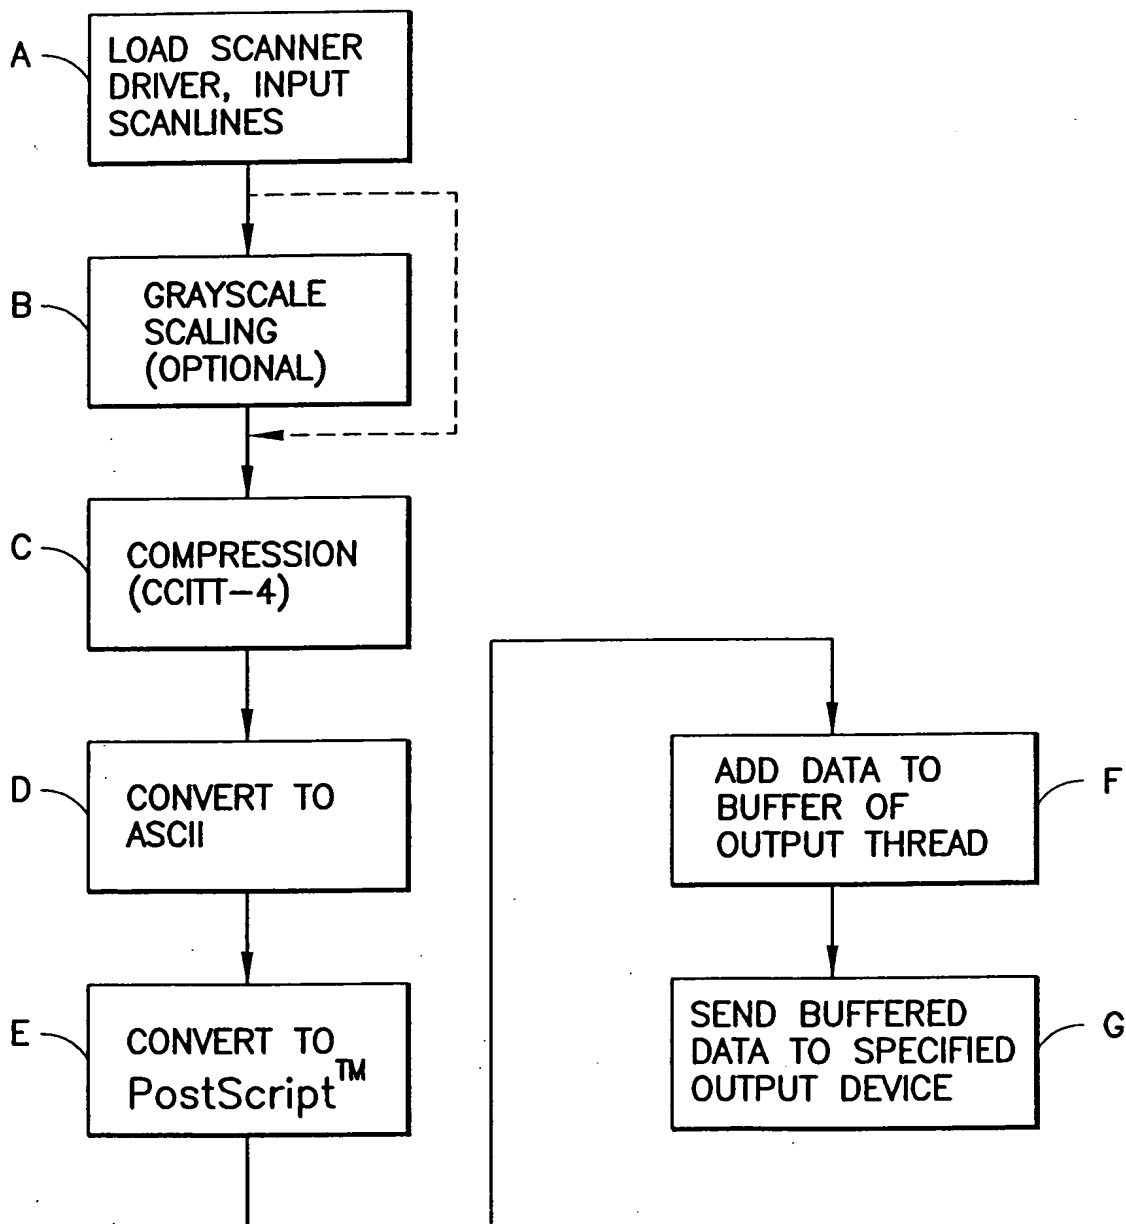 A
LOAD SCANNER
DRIVER, INPUT
SCANLINES
B
GRAYSCALE
SCALING
(OPTIONAL)
C
COMPRESSION
(CCITT-4)
D
CONVERT TO
ASCII
E
CONVERT TO
PostScript™
F
ADD DATA TO
BUFFER OF
OUTPUT THREAD
G
SEND BUFFERED
DATA TO SPECIFIED
OUTPUT DEVICE